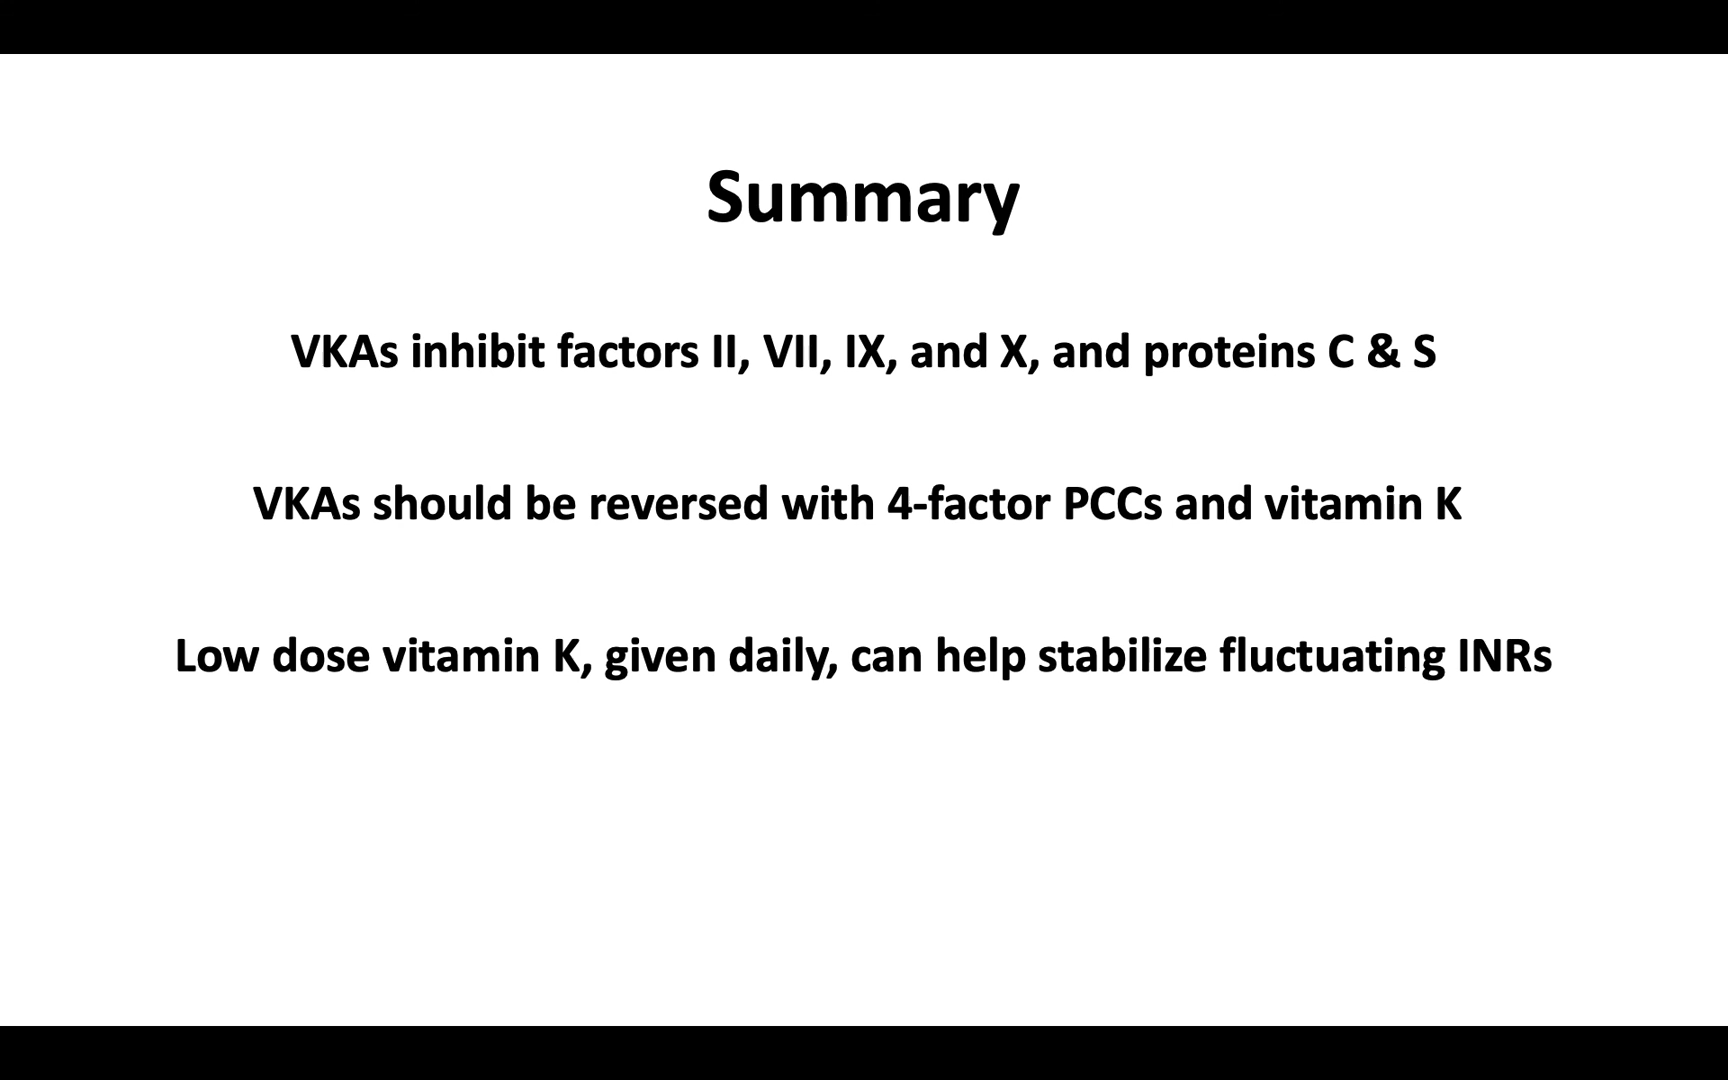 Summary
VKAs inhibit factors II, VII, IX, and X, and proteins C & S
VKAs should be reversed with 4-factor PCCs and vitamin K
Low dose vitamin K, given daily, can help stabilize fluctuating INRs